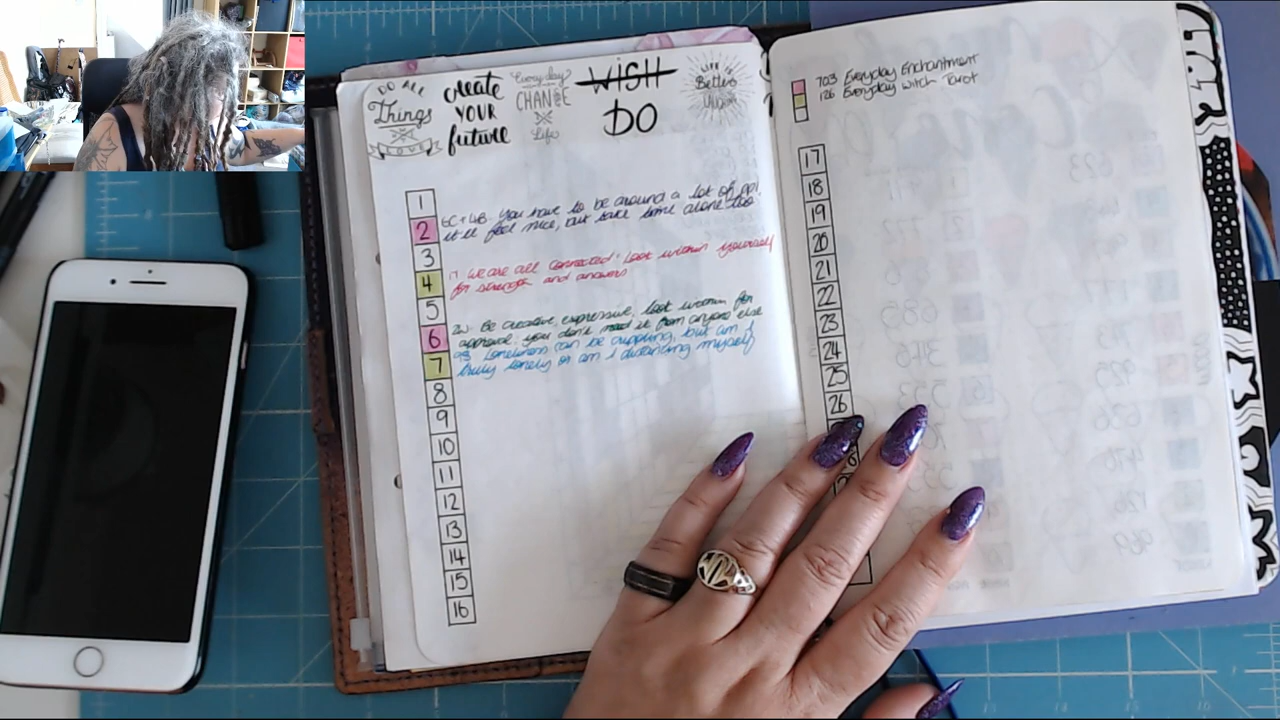 DO ALL
Things
LOVE
Create
YOUR
future
Everyday
CHANGE
Life
WISH
DO
LIFE
Better
1
2 6C + 4B. You have to be around a lot of ppl.
it'll feel nice, but take time alone too
3
4 17 We are all connected. Look within yourself
for strength and answers
5
6 2W Be creative, expressive, look within for
approval, you don't need it from anyone else
7 Loneliness can be crippling, but am I
truly lonely or am I distancing myself
8
9
10
11
12
13
14
15
16
703 Everyday Enchantment
126 Everyday Witch Tarot
17
18
19
20
21
22
23
24
25
26